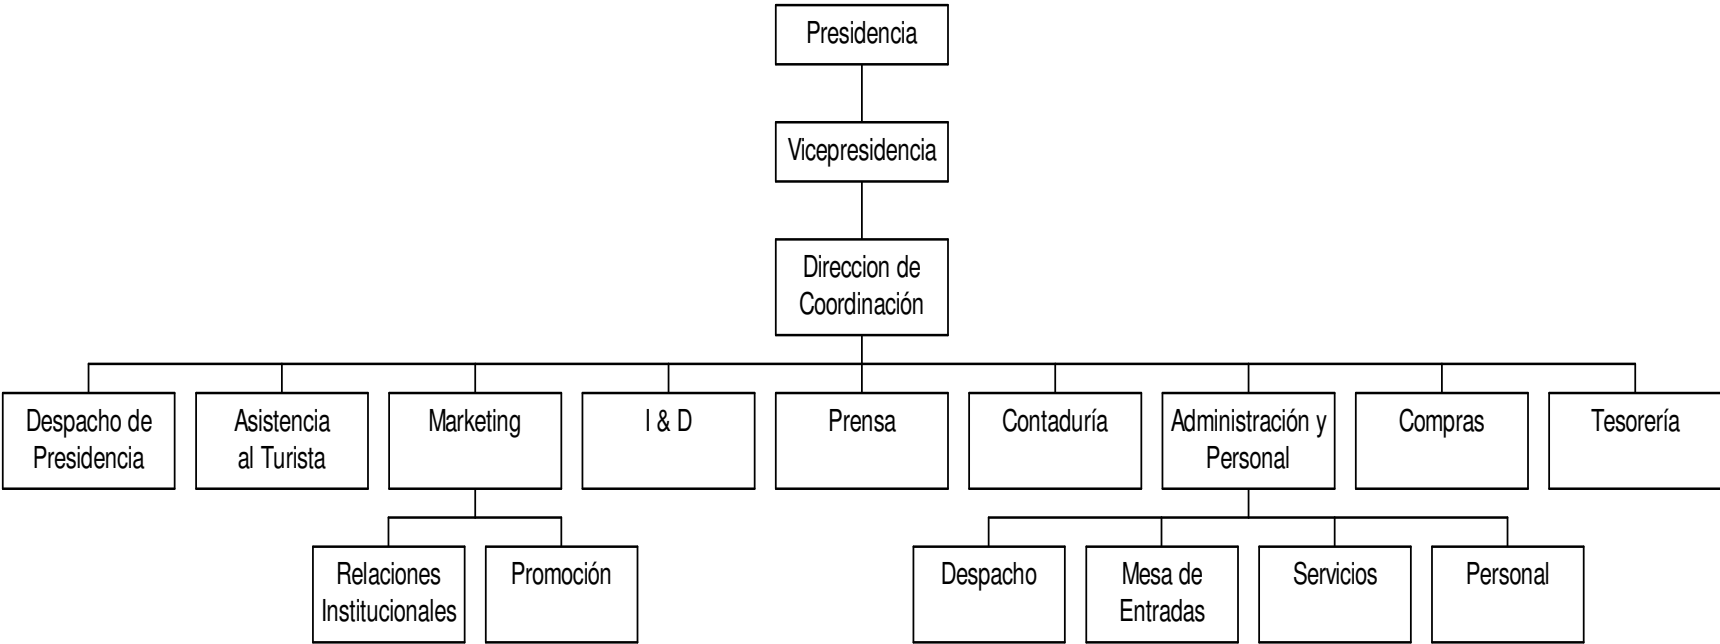 Presidencia
Vicepresidencia
Direccion de
Coordinación
Despacho de
Presidencia
Asistencia
al Turista
Marketing
I & D
Prensa
Contaduría
Administración y
Personal
Compras
Tesorería
Relaciones
Institucionales
Promoción
Despacho
Mesa de
Entradas
Servicios
Personal